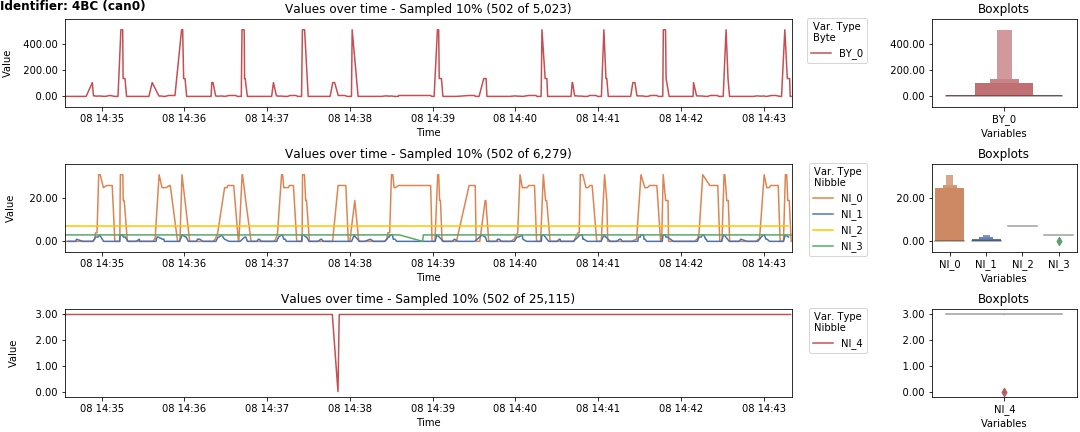 Identifier: 4BC (can0)
Values over time - Sampled 10% (502 of 5,023)
Boxplots
Value
400.00
200.00
0.00
08 14:35 08 14:36 08 14:37 08 14:38 08 14:39 08 14:40 08 14:41 08 14:42 08 14:43
Time
Var. Type
Byte
BY_0
400.00
200.00
0.00
BY_0
Variables
Values over time - Sampled 10% (502 of 6,279)
Boxplots
Value
20.00
0.00
08 14:35 08 14:36 08 14:37 08 14:38 08 14:39 08 14:40 08 14:41 08 14:42 08 14:43
Time
Var. Type
Nibble
NI_0
NI_1
NI_2
NI_3
20.00
0.00
NI_0 NI_1 NI_2 NI_3
Variables
Values over time - Sampled 10% (502 of 25,115)
Boxplots
Value
3.00
2.00
1.00
0.00
08 14:35 08 14:36 08 14:37 08 14:38 08 14:39 08 14:40 08 14:41 08 14:42 08 14:43
Time
Var. Type
Nibble
NI_4
3.00
2.00
1.00
0.00
NI_4
Variables